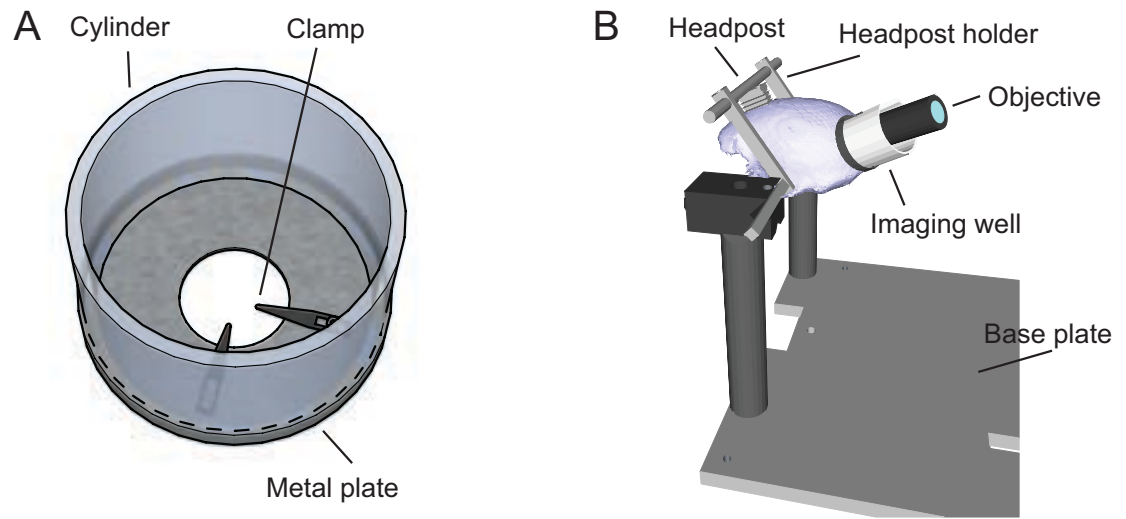 A
Cylinder
Clamp
Metal plate
B
Headpost
Headpost holder
Objective
Imaging well
Base plate